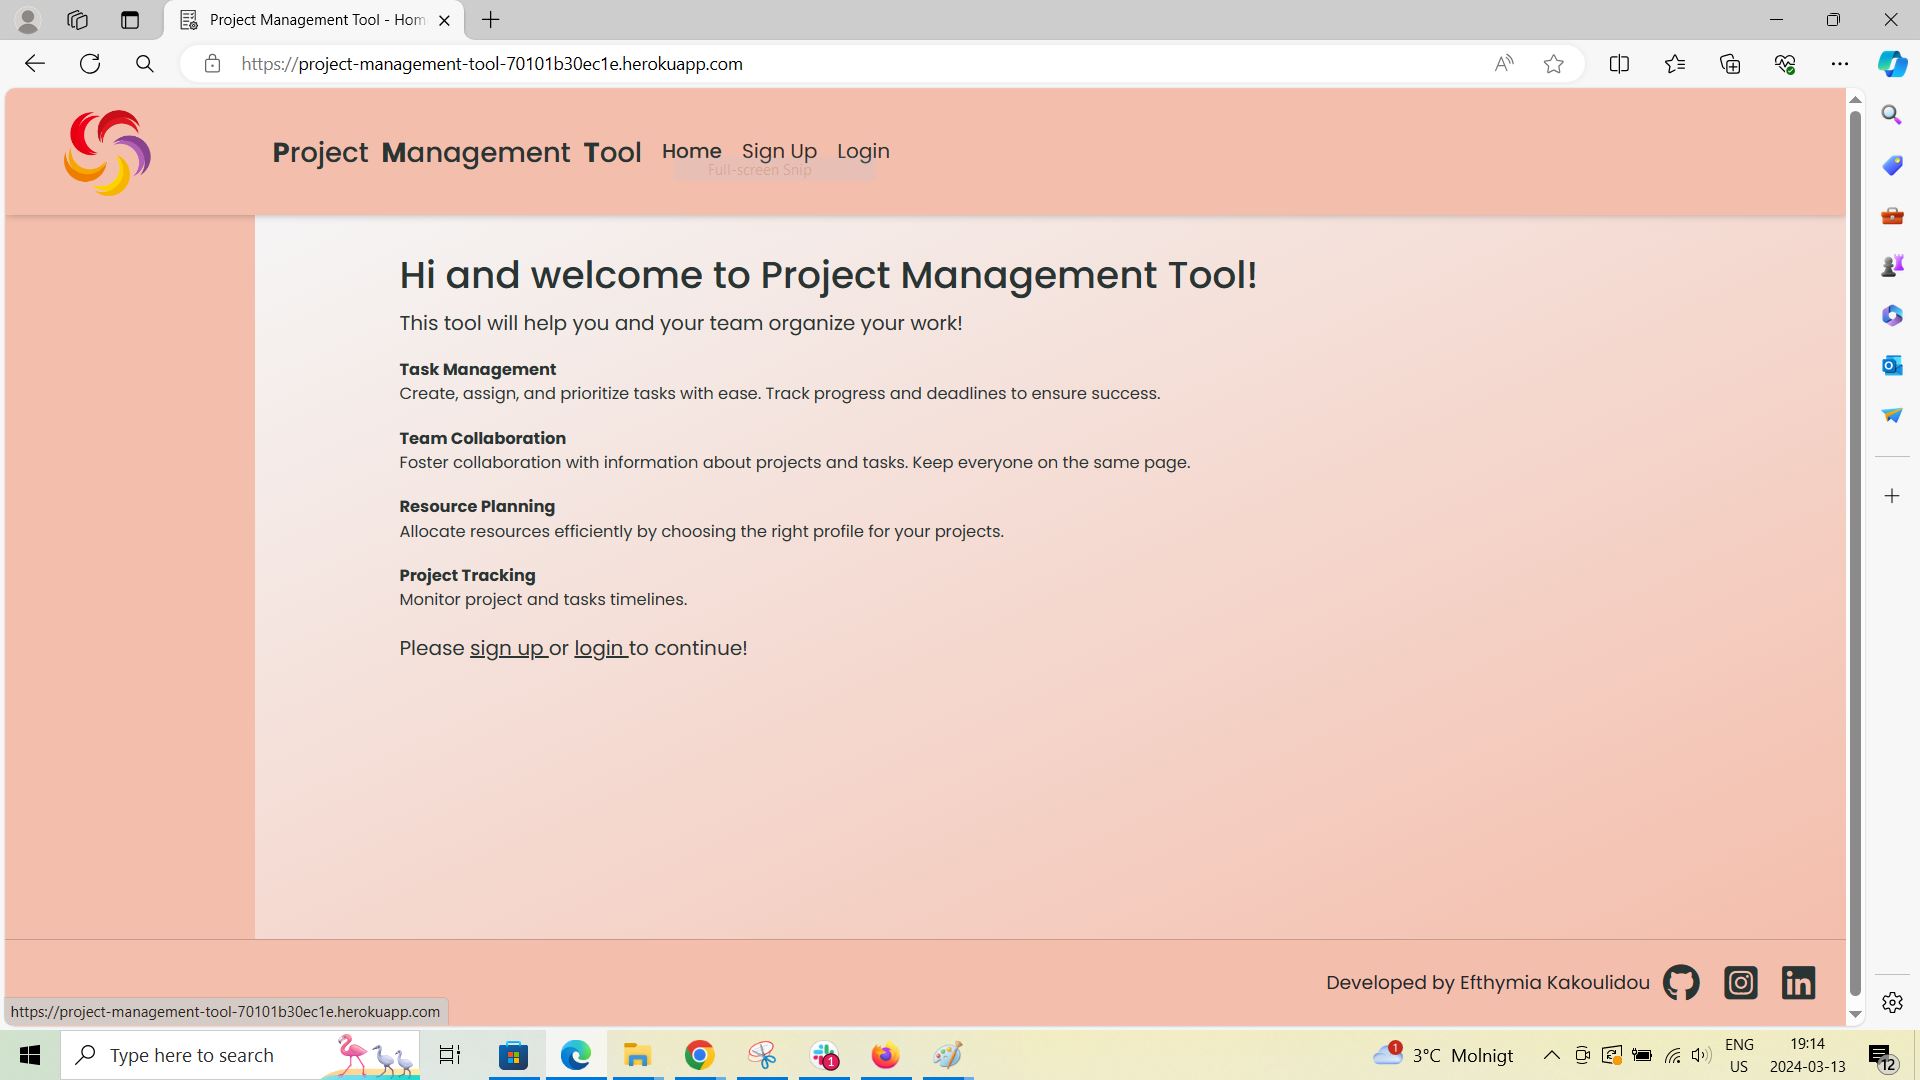 Project Management Tool - Hom
https://project-management-tool-70101b30ec1e.herokuapp.com
Project Management Tool Home Sign Up Login
Full-screen Snip
Hi and welcome to Project Management Tool!
This tool will help you and your team organize your work!
Task Management
Create, assign, and prioritize tasks with ease. Track progress and deadlines to ensure success.
Team Collaboration
Foster collaboration with information about projects and tasks. Keep everyone on the same page.
Resource Planning
Allocate resources efficiently by choosing the right profile for your projects.
Project Tracking
Monitor project and tasks timelines.
Please sign up or login to continue!
Developed by Efthymia Kakoulidou
https://project-management-tool-70101b30ec1e.herokuapp.com
Type here to search
1
1
3°C Molnigt
ENG
US
19:14
2024-03-13
12